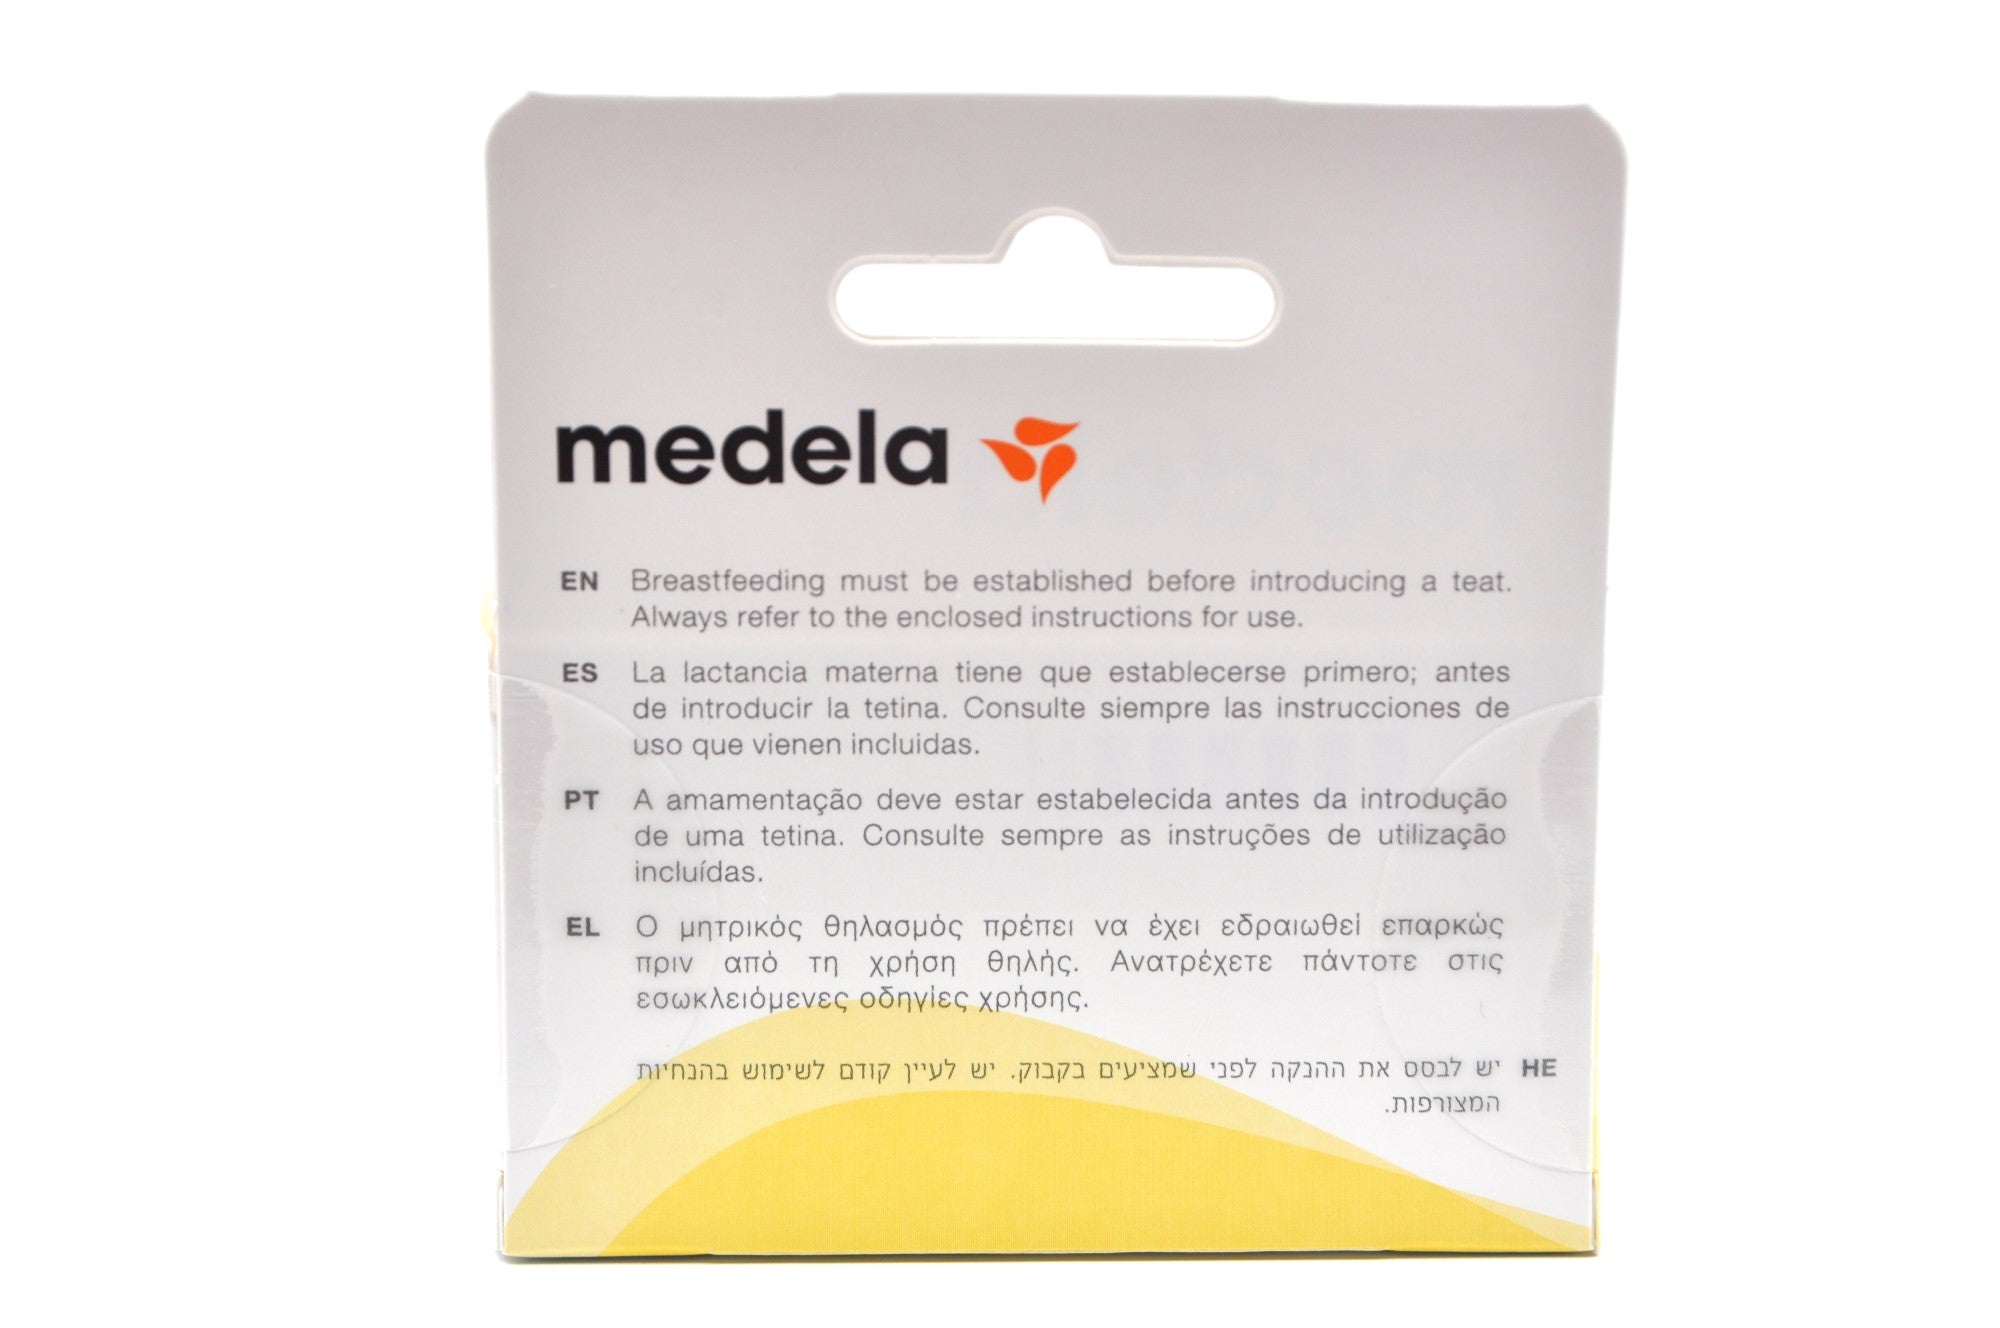 medela
EN Breastfeeding must be established before introducing a teat.
Always refer to the enclosed instructions for use.
ES La lactancia materna tiene que establecerse primero; antes
de introducir la tetina. Consulte siempre las instrucciones de
uso que vienen incluidas.
PT A amamentação deve estar estabelecida antes da introdução
de uma tetina. Consulte sempre as instruções de utilização
incluídas.
EL Ο μητρικός θηλασμός πρέπει να έχει εδραιωθεί επαρκώς
πριν από τη χρήση θηλής. Ανατρέχετε πάντοτε στις
εσωκλειόμενες οδηγίες χρήσης.
HE יש לבסס את ההנקה לפני שמציעים בקבוק. יש לעיין קודם לשימוש בהנחיות
המצורפות.